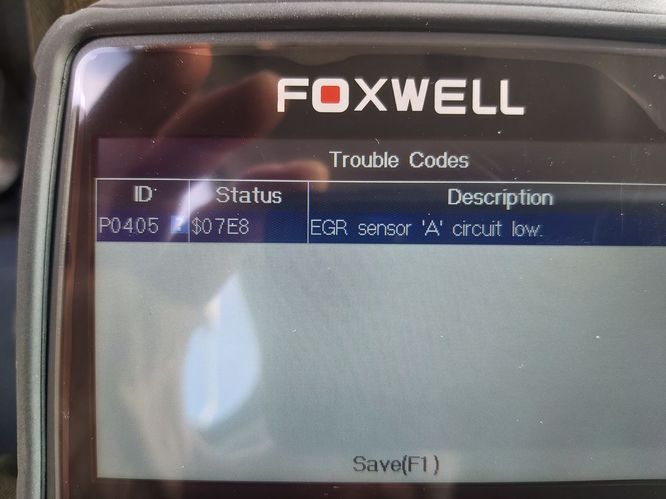 FOXWELL
Trouble Codes
ID Status Description
P0405 $07E8 EGR sensor 'A' circuit low.
Save(F1)